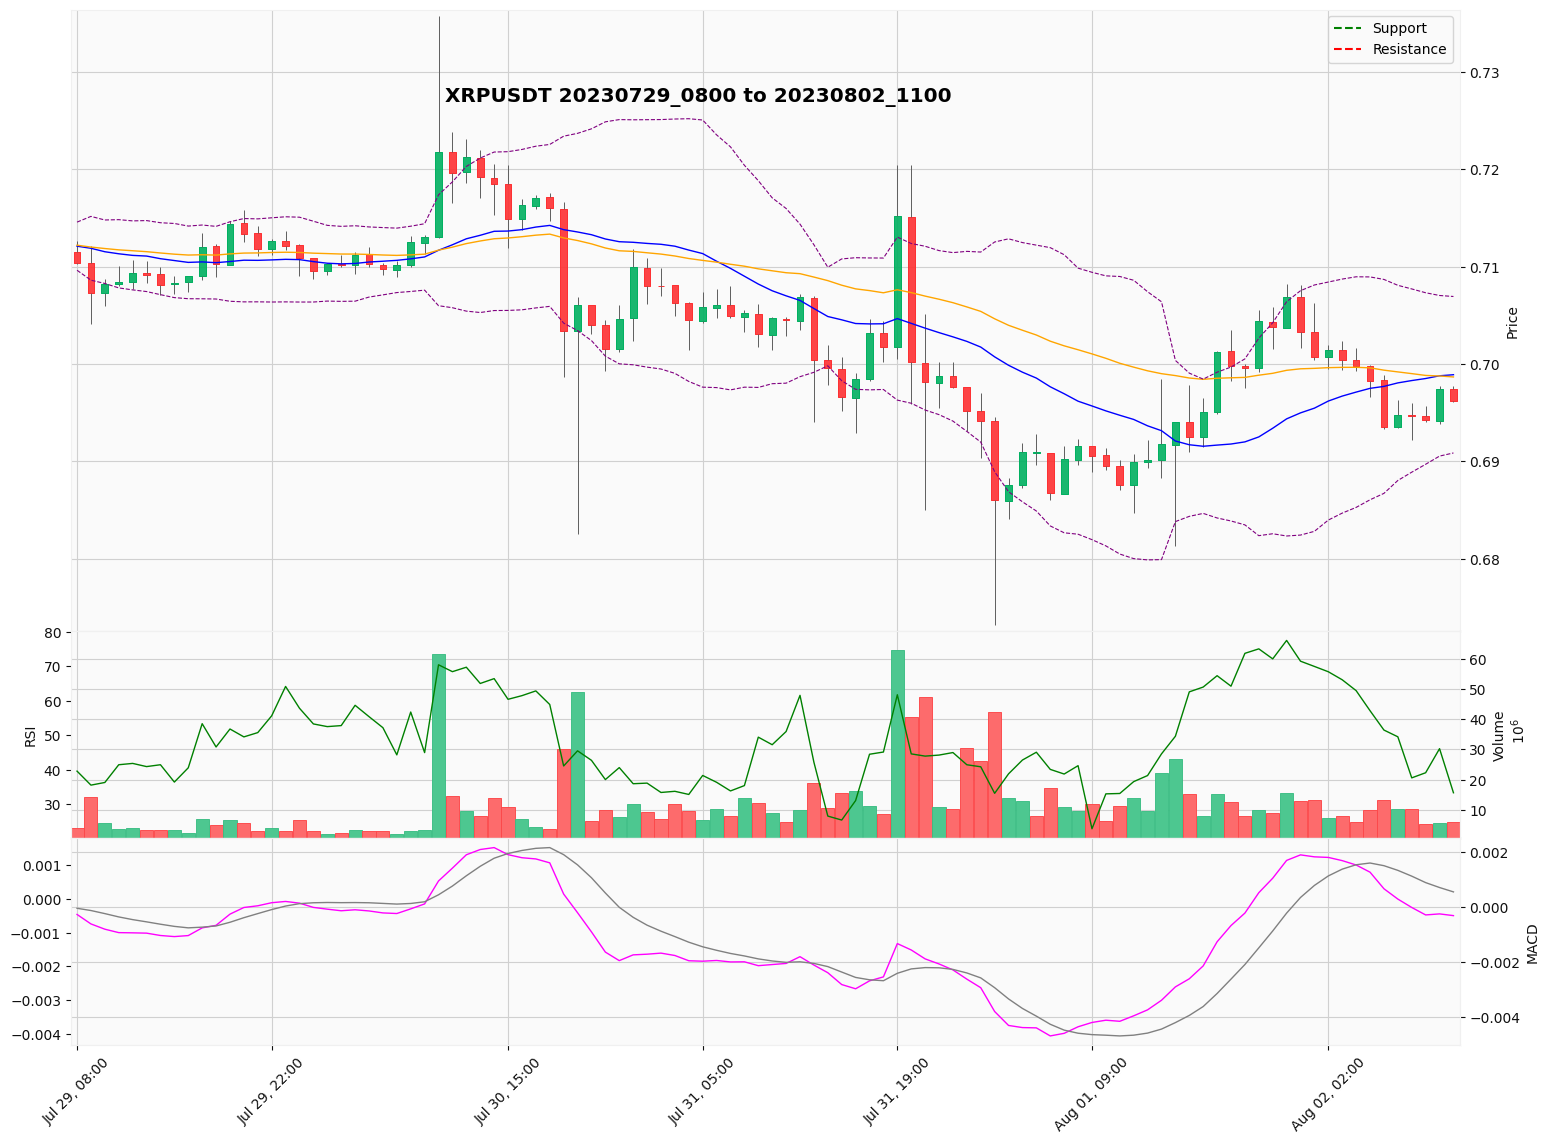 Support
Resistance
XRPUSDT 20230729_0800 to 20230802_1100
0.73
0.72
0.71
0.70
0.69
0.68
Price
80
70
60
50
40
30
RSI
60
50
40
30
20
10
Volume
10^6
0.001
0.000
−0.001
−0.002
−0.003
−0.004
0.002
0.000
−0.002
−0.004
MACD
Jul 29, 08:00
Jul 29, 22:00
Jul 30, 15:00
Jul 31, 05:00
Jul 31, 19:00
Aug 01, 09:00
Aug 02, 02:00